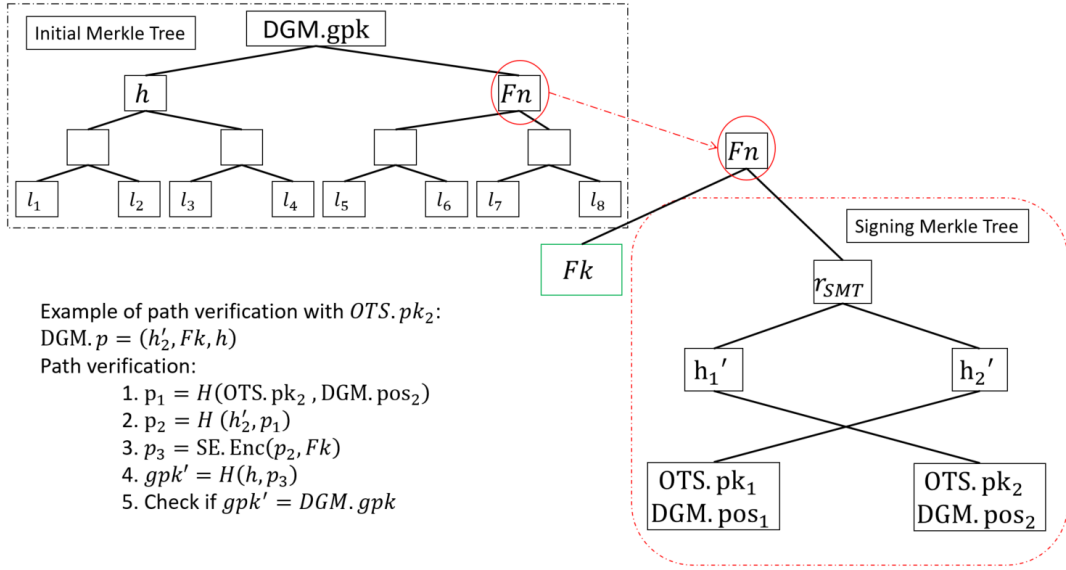 Initial Merkle Tree
DGM.gpk
h
Fn
l₁
l₂
l₃
l₄
l₅
l₆
l₇
l₈
Fn
Signing Merkle Tree
Fk
r_SMT
h₁′
h₂′
OTS.pk₁
DGM.pos₁
OTS.pk₂
DGM.pos₂
Example of path verification with OTS.pk₂:
DGM.p = (h₂′, Fk, h)
Path verification:
1. p₁ = H(OTS.pk₂ , DGM.pos₂)
2. p₂ = H (h₂′, p₁)
3. p₃ = SE.Enc(p₂, Fk)
4. gpk′ = H(h, p₃)
5. Check if gpk′ = DGM.gpk